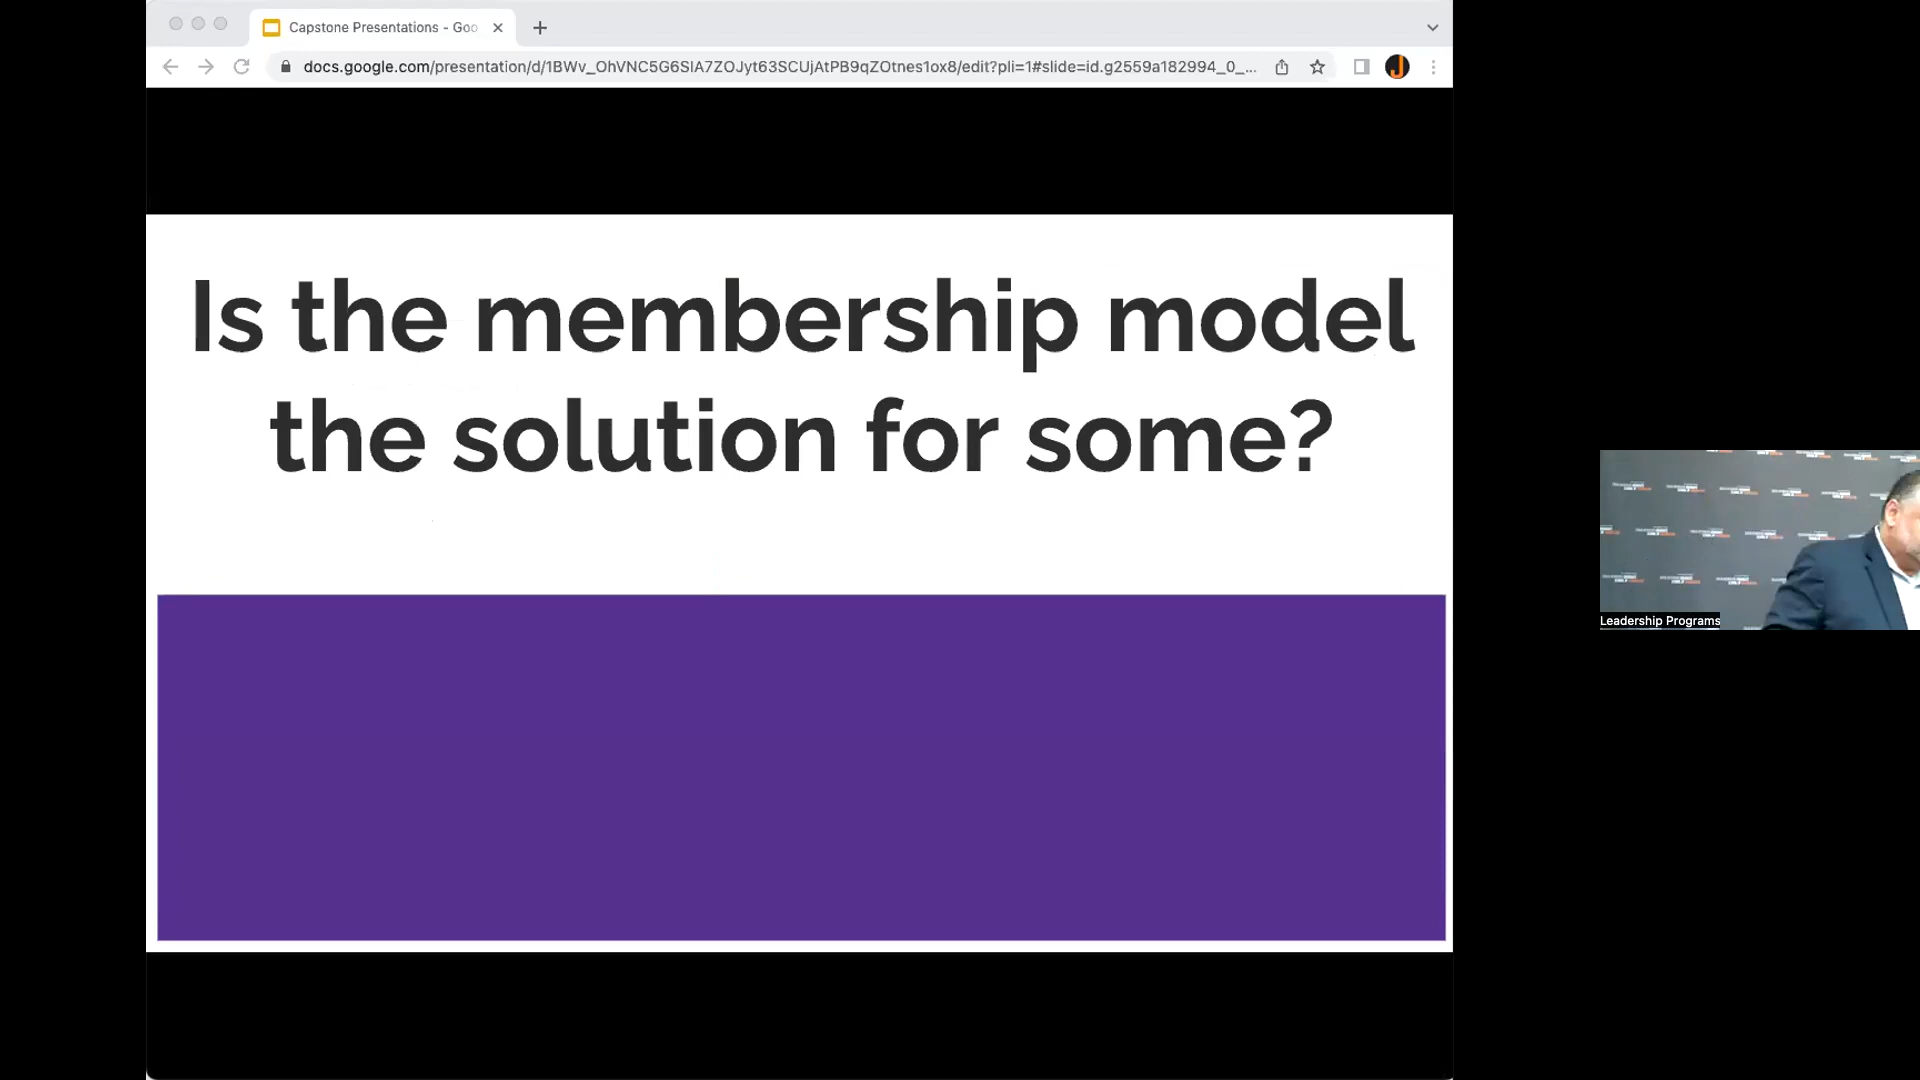 Capstone Presentations - Goo
docs.google.com/presentation/d/1BWv_OhVNC5G6SlA7ZOJyt63SCUjAtPB9qZOtnes1ox8/edit?pli=1#slide=id.g2559a182994_0_...
Is the membership model
the solution for some?
Leadership Programs